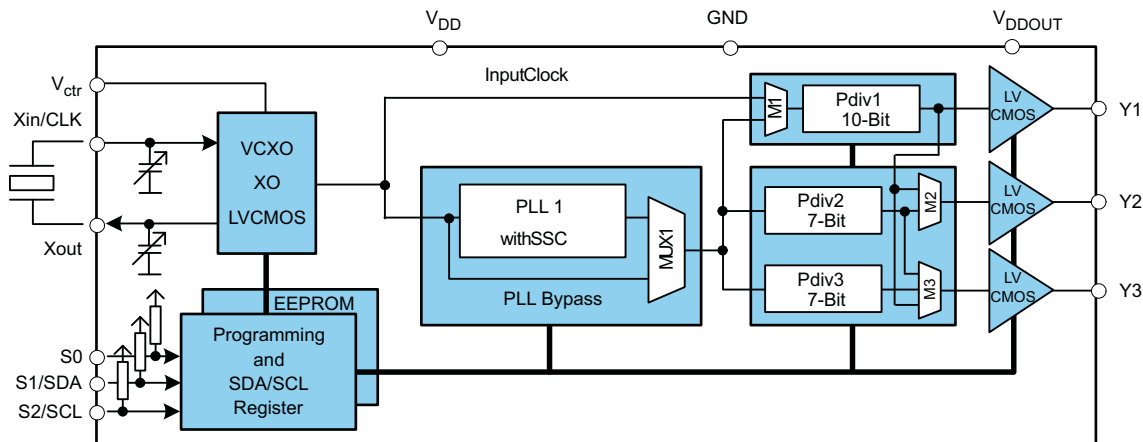 VDD
GND
VDDOUT
Vctr
InputClock
Xin/CLK
Xout
VCXO
XO
LVCMOS
M1
Pdiv1
10-Bit
LV
CMOS
Y1
PLL 1
withSSC
MUX1
PLL Bypass
Pdiv2
7-Bit
M2
LV
CMOS
Y2
Pdiv3
7-Bit
M3
LV
CMOS
Y3
EEPROM
Programming
and
SDA/SCL
Register
S0
S1/SDA
S2/SCL